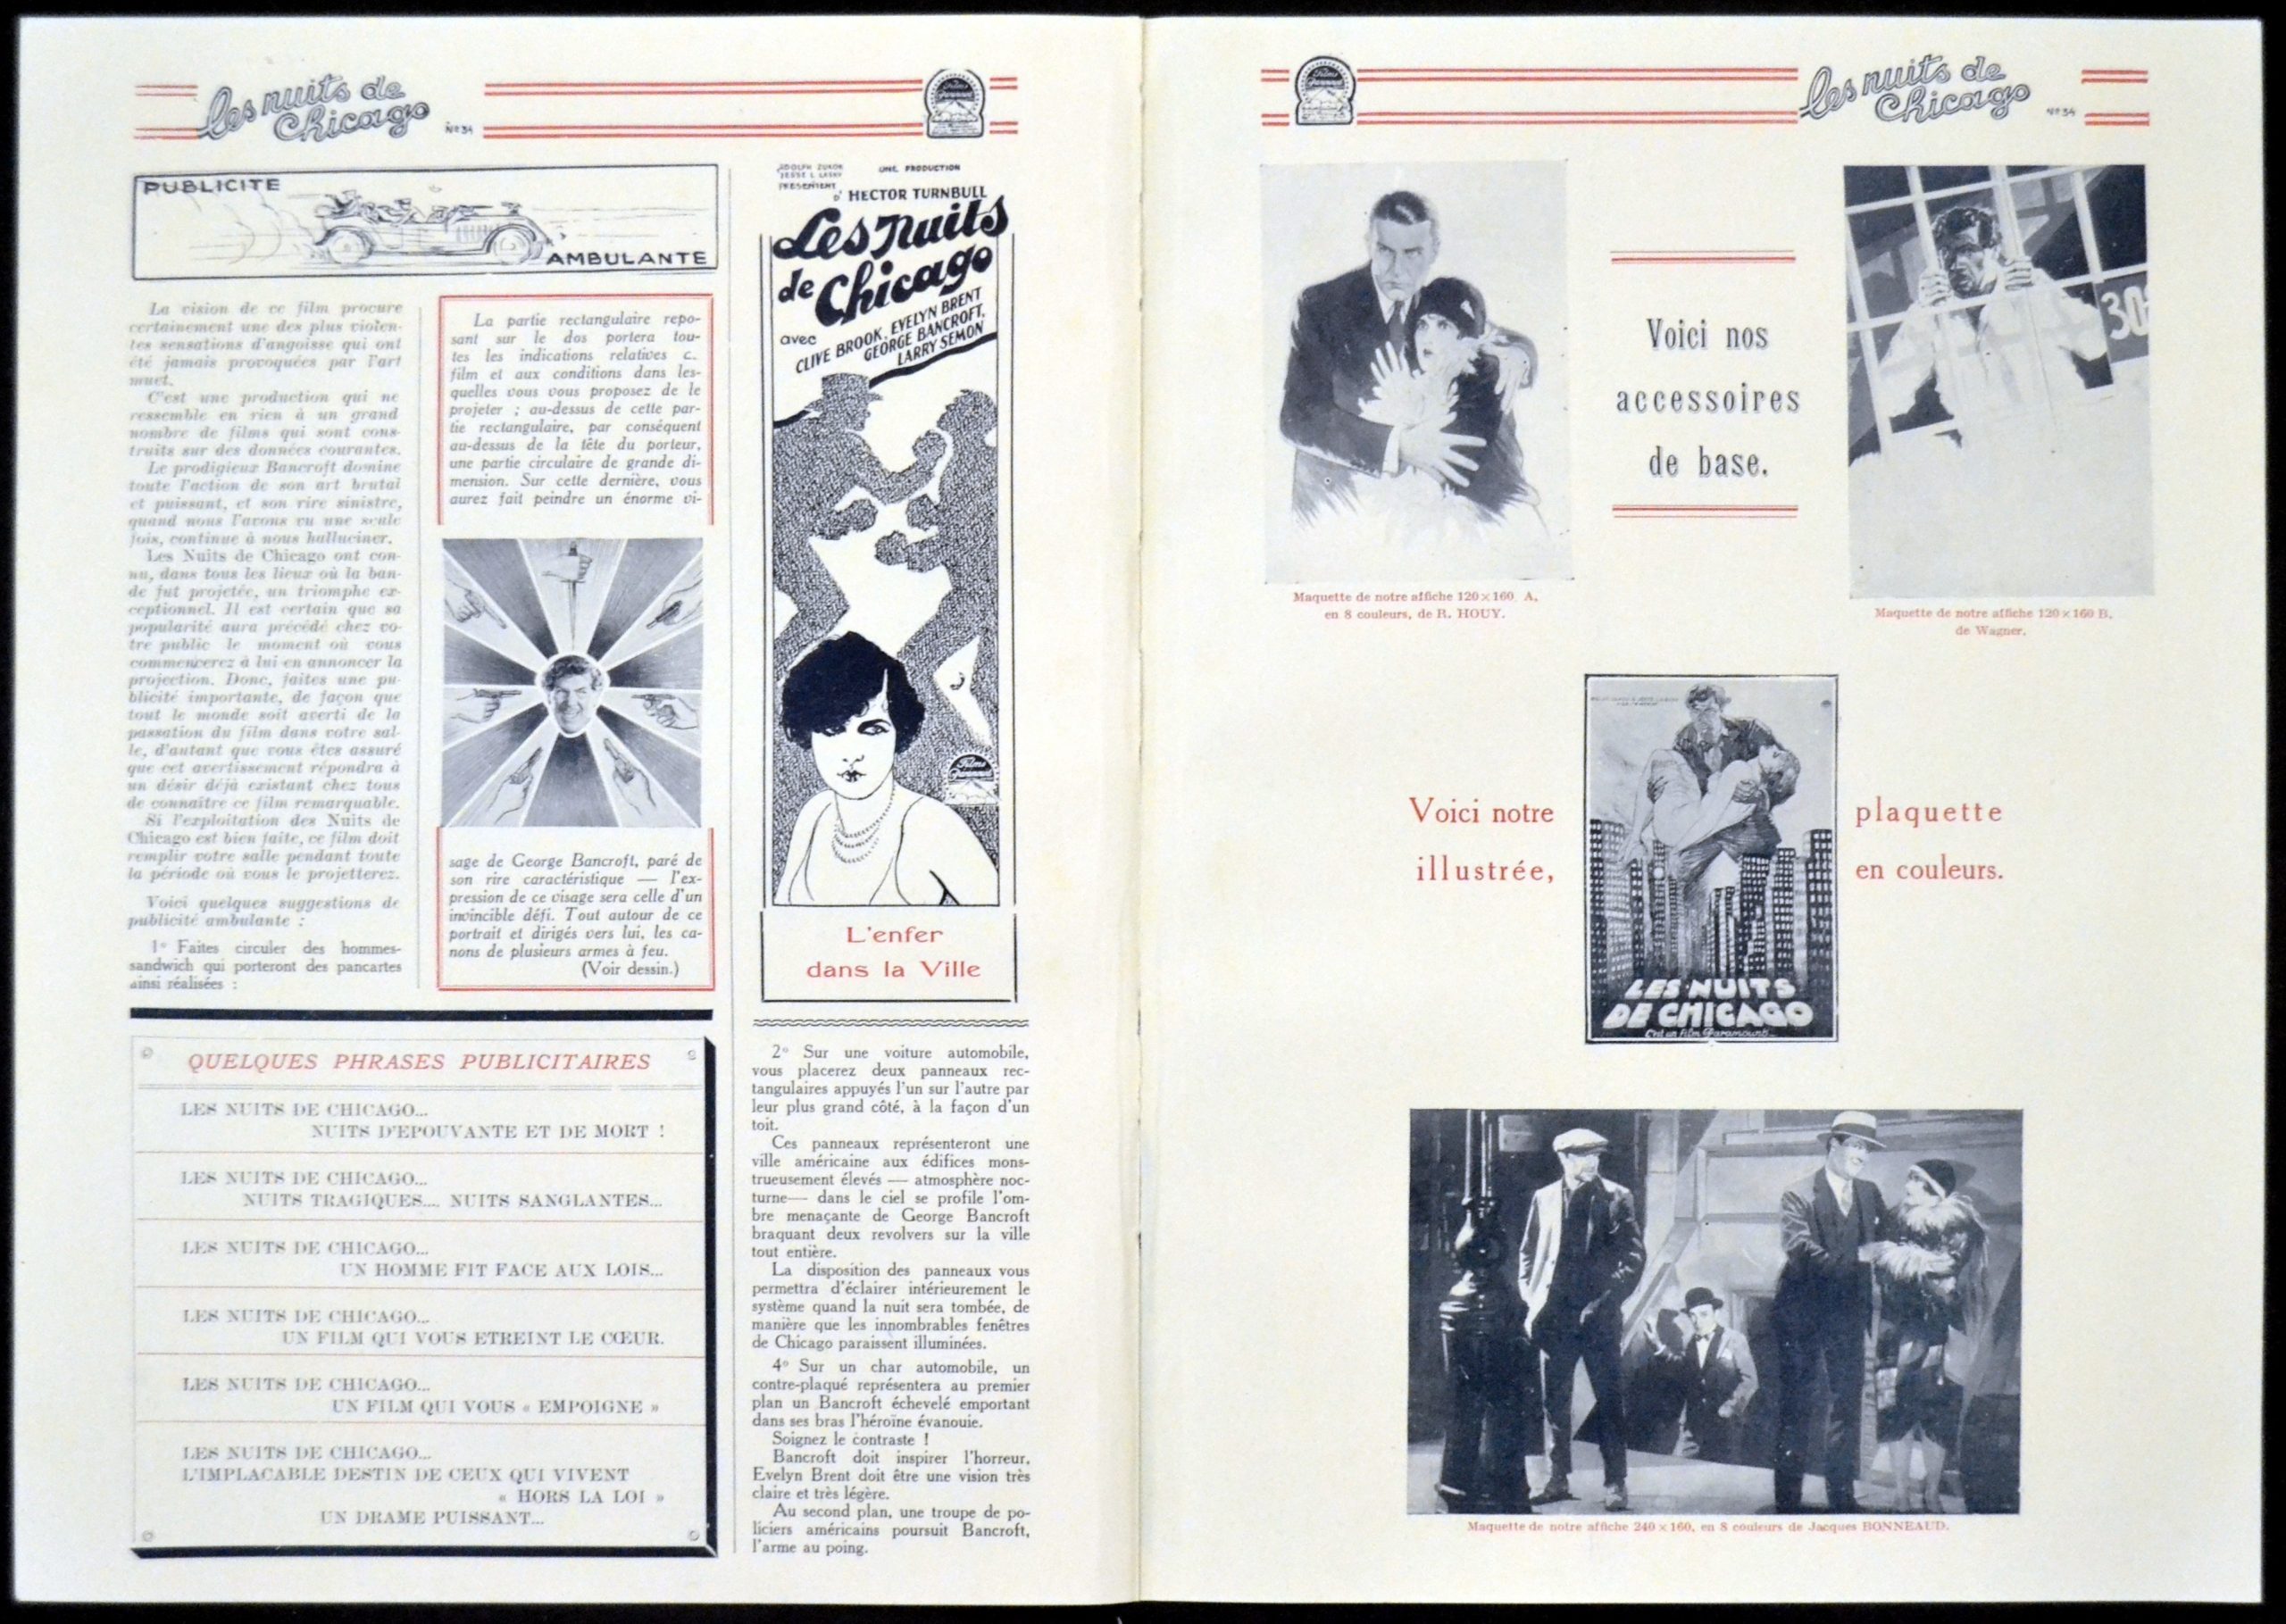 les nuits de
Chicago
Nº 34
PUBLICITE
AMBULANTE
La vision de ce film procure
certainement une des plus violen-
tes sensations d'angoisse qui ont
été jamais provoquées par l'art
muet.
C'est une production qui ne
ressemble en rien à un grand
nombre de films qui sont cons-
truits sur des données courantes.
Le prodigieux Bancroft domine
toute l'action de son art brutal
et puissant, et son rire sinistre,
quand nous l'avons vu une seule
fois, continue à nous halluciner.
Les Nuits de Chicago ont con-
nu, dans tous les lieux où la ban-
de fut projetée, un triomphe ex-
ceptionnel. Il est certain que sa
popularité aura précédé chez vo-
tre public le moment où vous
commencerez à lui en annoncer la
projection. Donc, faites une pu-
blicité importante, de façon que
tout le monde soit averti de la
passation du film dans votre sal-
le, d'autant que vous êtes assuré
que cet avertissement répondra à
un désir déjà existant chez tous
de connaître ce film remarquable.
Si l'exploitation des Nuits de
Chicago est bien faite, ce film doit
remplir votre salle pendant toute
la période où vous le projetterez.
Voici quelques suggestions de
publicité ambulante :
1º Faites circuler des hommes-
sandwich qui porteront des pancartes
ainsi réalisées :
La partie rectangulaire repo-
sant sur le dos portera tou-
tes les indications relatives c.
film et aux conditions dans les-
quelles vous vous proposez de le
projeter ; au-dessus de cette par-
tie rectangulaire, par conséquent
au-dessus de la tête du porteur,
une partie circulaire de grande di-
mension. Sur cette dernière, vous
aurez fait peindre un énorme vi-
sage de George Bancroft, paré de
son rire caractéristique — l'ex-
pression de ce visage sera celle d'un
invincible défi. Tout autour de ce
portrait et dirigés vers lui, les ca-
nons de plusieurs armes à feu.
(Voir dessin.)
QUELQUES PHRASES PUBLICITAIRES
LES NUITS DE CHICAGO...
NUITS D'EPOUVANTE ET DE MORT !
LES NUITS DE CHICAGO...
NUITS TRAGIQUES.... NUITS SANGLANTES...
LES NUITS DE CHICAGO...
UN HOMME FIT FACE AUX LOIS...
LES NUITS DE CHICAGO...
UN FILM QUI VOUS ETREINT LE CŒUR.
LES NUITS DE CHICAGO...
UN FILM QUI VOUS « EMPOIGNE »
LES NUITS DE CHICAGO...
L'IMPLACABLE DESTIN DE CEUX QUI VIVENT
« HORS LA LOI »
UN DRAME PUISSANT...
ADOLPH ZUKOR
JESSE L. LASKY
PRESENTENT
UNE PRODUCTION
D' HECTOR TURNBULL
Les Nuits
de Chicago
avec
CLIVE BROOK, EVELYN BRENT
GEORGE BANCROFT,
LARRY SEMON
Films
Paramount
L'enfer
dans la Ville
2º Sur une voiture automobile,
vous placerez deux panneaux rec-
tangulaires appuyés l'un sur l'autre par
leur plus grand côté, à la façon d'un
toit.
Ces panneaux représenteront une
ville américaine aux édifices mons-
trueusement élevés — atmosphère noc-
turne— dans le ciel se profile l'om-
bre menaçante de George Bancroft
braquant deux revolvers sur la ville
tout entière.
La disposition des panneaux vous
permettra d'éclairer intérieurement le
système quand la nuit sera tombée, de
manière que les innombrables fenêtres
de Chicago paraissent illuminées.
4º Sur un char automobile, un
contre-plaqué représentera au premier
plan un Bancroft échevelé emportant
dans ses bras l'héroïne évanouie.
Soignez le contraste !
Bancroft doit inspirer l'horreur,
Evelyn Brent doit être une vision très
claire et très légère.
Au second plan, une troupe de po-
liciers américains poursuit Bancroft,
l'arme au poing.
Films
Paramount
les nuits de
Chicago
Nº 34
Voici nos
accessoires
de base.
30
Maquette de notre affiche 120×160 A,
en 8 couleurs, de R. HOUY.
Maquette de notre affiche 120×160 B,
de Wagner.
Voici notre
illustrée,
plaquette
en couleurs.
LES NUITS
DE CHICAGO
C'est un Film Paramount
Maquette de notre affiche 240×160, en 8 couleurs de Jacques BONNEAUD.